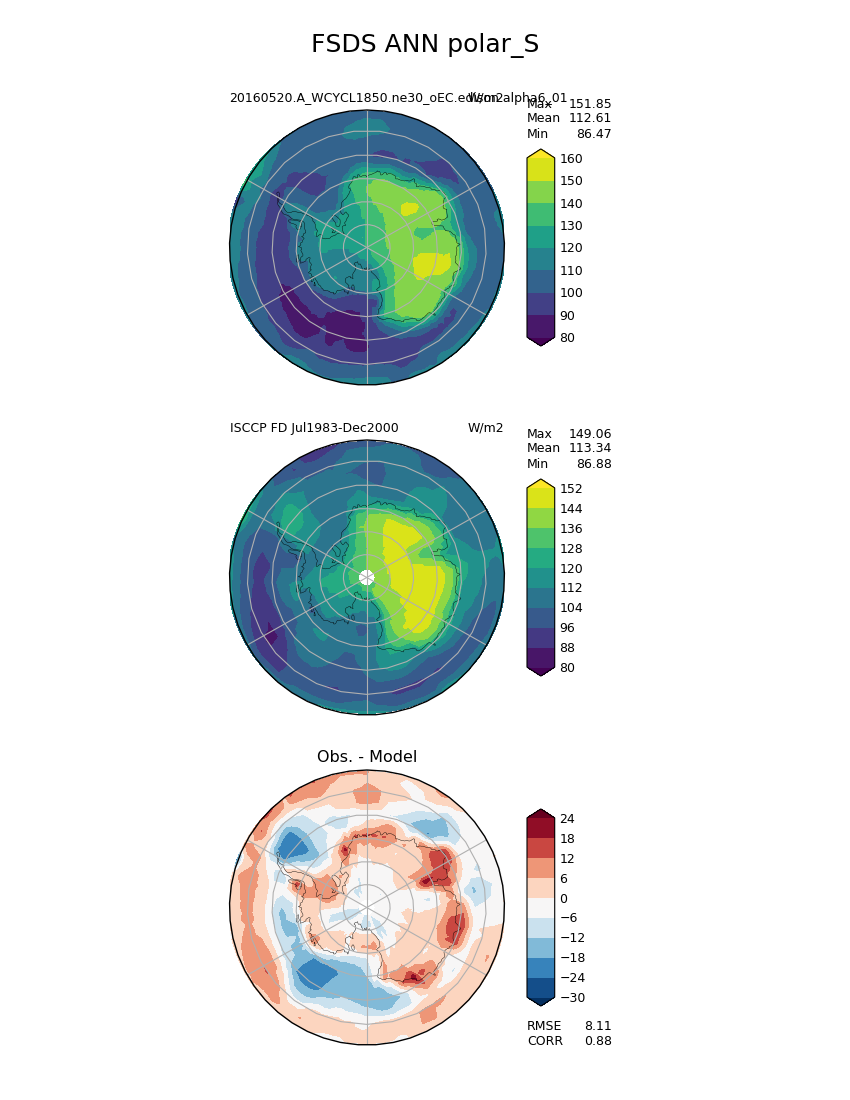 FSDS ANN polar_S
20160520.A_WCYCL1850.ne30_oEC.edison.alpha6_01 W/m2
Max 151.85
Mean 112.61
Min 86.47
160
150
140
130
120
110
100
90
80
ISCCP FD Jul1983-Dec2000 W/m2
Max 149.06
Mean 113.34
Min 86.88
152
144
136
128
120
112
104
96
88
80
Obs. - Model
24
18
12
6
0
−6
−12
−18
−24
−30
RMSE 8.11
CORR 0.88